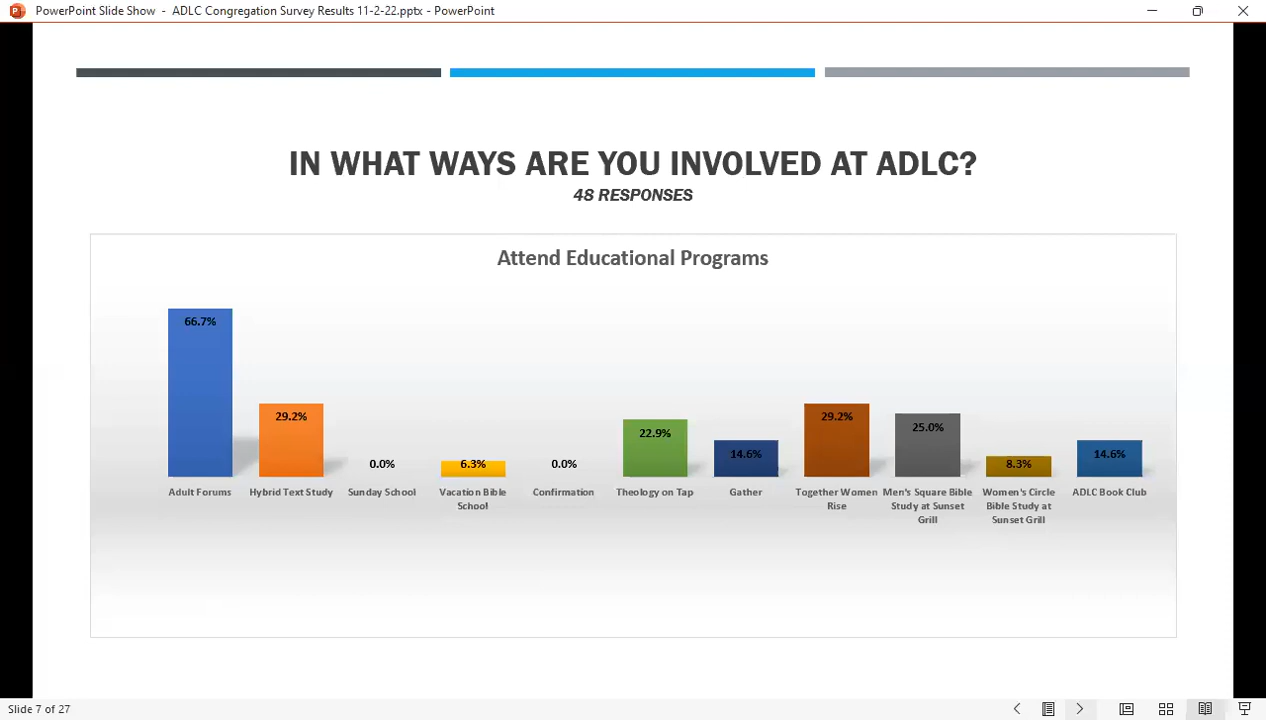 PowerPoint Slide Show - ADLC Congregation Survey Results 11-2-22.pptx - PowerPoint
IN WHAT WAYS ARE YOU INVOLVED AT ADLC?
48 RESPONSES
Attend Educational Programs
66.7%
29.2%
0.0%
6.3%
0.0%
22.9%
14.6%
29.2%
25.0%
8.3%
14.6%
Adult Forums
Hybrid Text Study
Sunday School
Vacation Bible
School
Confirmation
Theology on Tap
Gather
Together Women
Rise
Men's Square Bible
Study at Sunset
Grill
Women's Circle
Bible Study at
Sunset Grill
ADLC Book Club
Slide 7 of 27